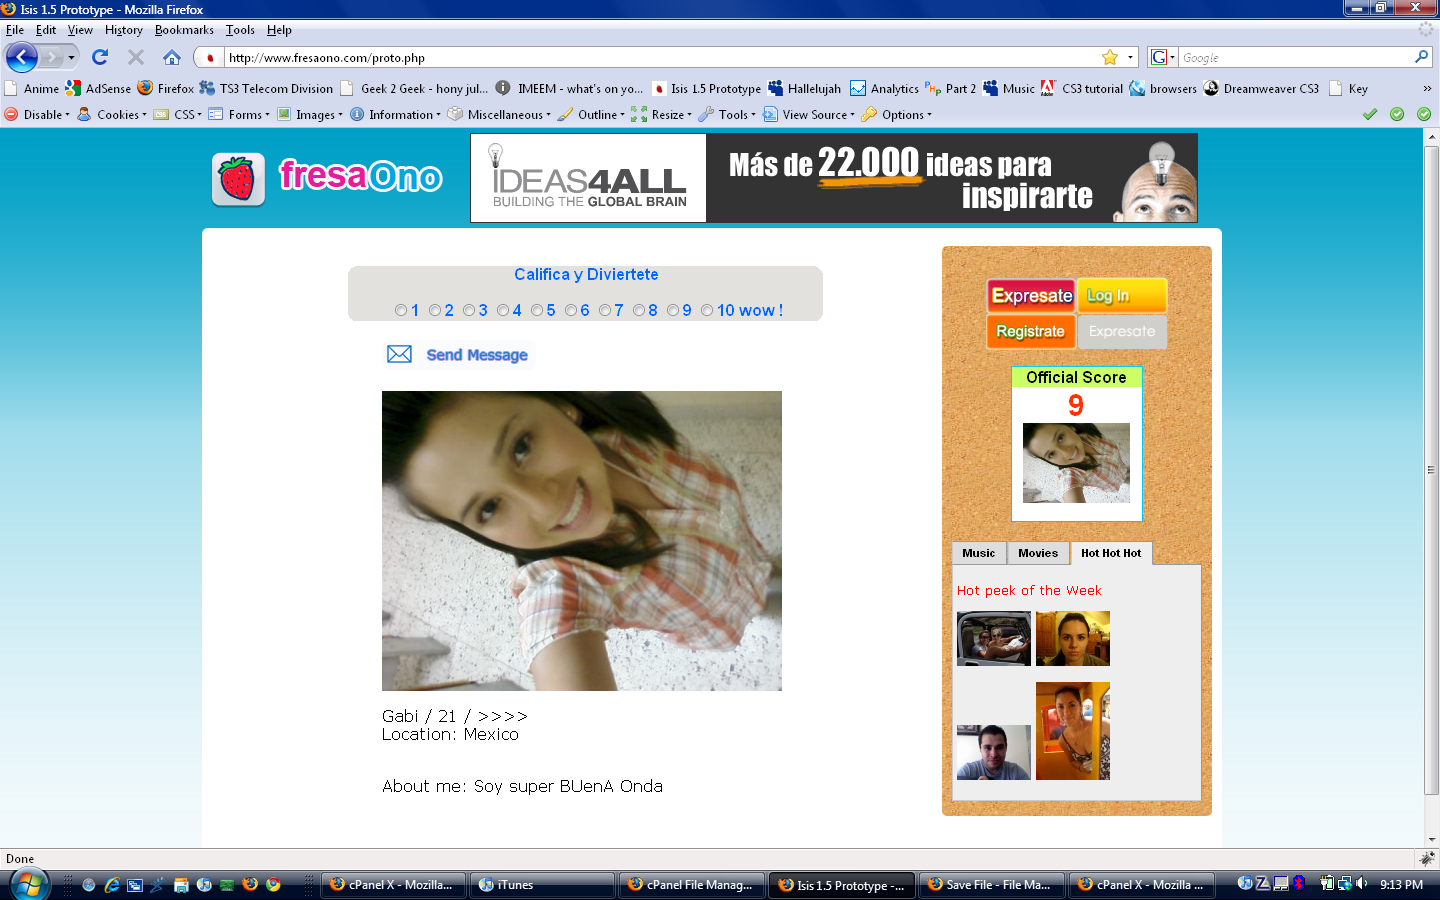 Isis 1.5 Prototype - Mozilla Firefox
File Edit View History Bookmarks Tools Help
http://www.fresaono.com/proto.php
G Google
Anime AdSense Firefox TS3 Telecom Division Geek 2 Geek - hony jul... IMEEM - what's on yo... Isis 1.5 Prototype Hallelujah Analytics Part 2 Music CS3 tutorial browsers Dreamweaver CS3 Key »
Disable Cookies CSS Forms Images Information Miscellaneous Outline Resize Tools View Source Options
fresaOno
IDEAS4ALL
BUILDING THE GLOBAL BRAIN
Más de 22.000 ideas para
inspirarte
Califica y Diviertete
1 2 3 4 5 6 7 8 9 10 wow !
Send Message
Expresate Log In
Registrate Expresate
Official Score
9
Music Movies Hot Hot Hot
Hot peek of the Week
Gabi / 21 / >>>>
Location: Mexico
About me: Soy super BUenA Onda
Done
cPanel X - Mozilla... iTunes cPanel File Manag... Isis 1.5 Prototype -... Save File - File Ma... cPanel X - Mozilla ... 9:13 PM